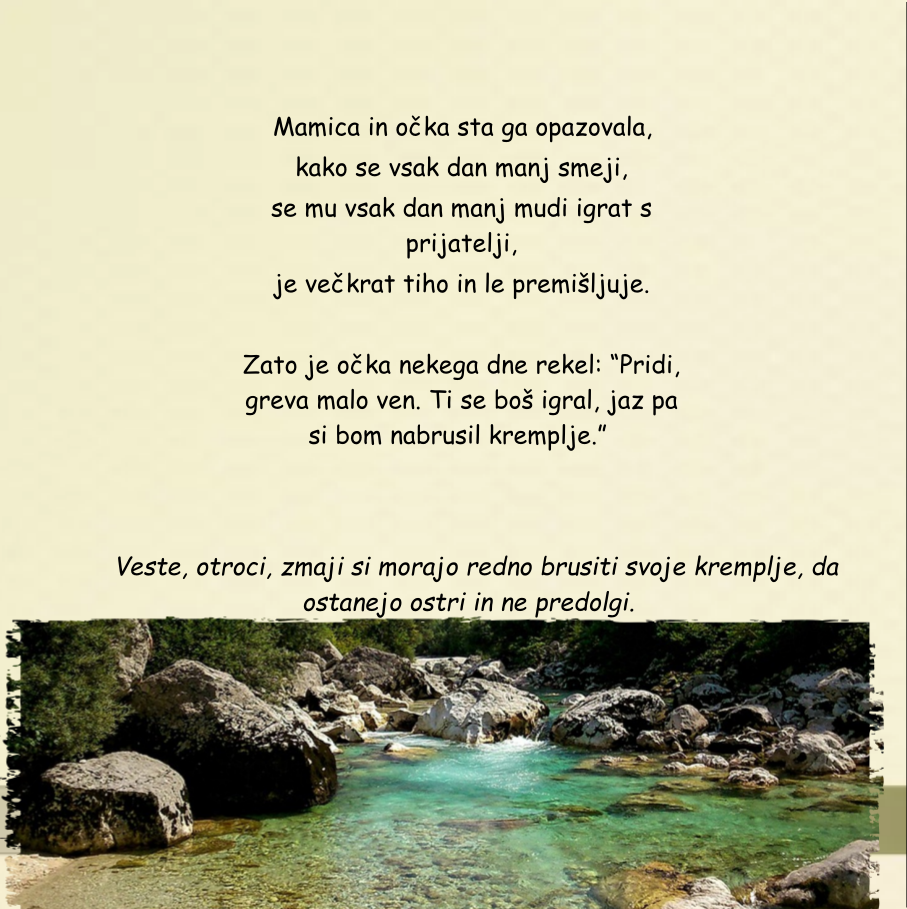 Mamica in očka sta ga opazovala,
kako se vsak dan manj smeji,
se mu vsak dan manj mudi igrat s
prijatelji,
je večkrat tiho in le premišljuje.
Zato je očka nekega dne rekel: “Pridi,
greva malo ven. Ti se boš igral, jaz pa
si bom nabrusil kremplje.”
Veste, otroci, zmaji si morajo redno brusiti svoje kremplje, da
ostanejo ostri in ne predolgi.